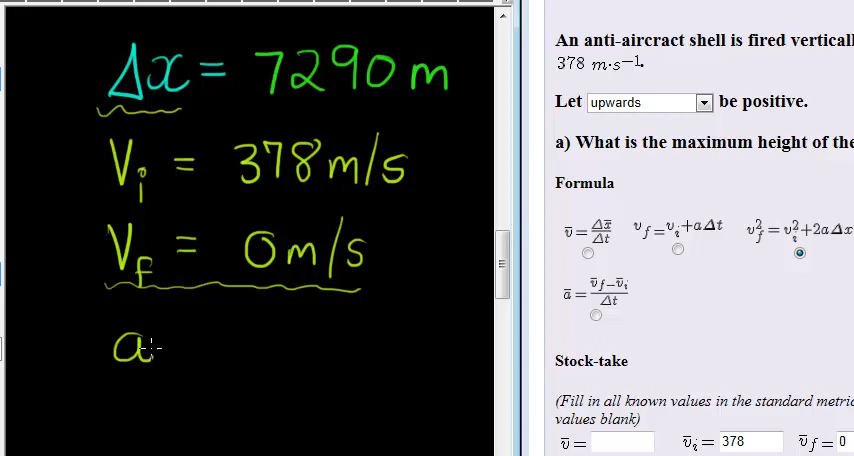 Δx = 7290 m
Vi = 378 m/s
Vf = 0 m/s
a
An anti-aircract shell is fired vertical
378 m·s⁻¹.
Let upwards be positive.
a) What is the maximum height of the
Formula
v̄ = Δx̄/Δt vf=vi+aΔt vf²=vi²+2aΔx
ā = (v̄f−v̄i)/Δt
Stock-take
(Fill in all known values in the standard metric
values blank)
v̄ = v̄i = 378 v̄f = 0